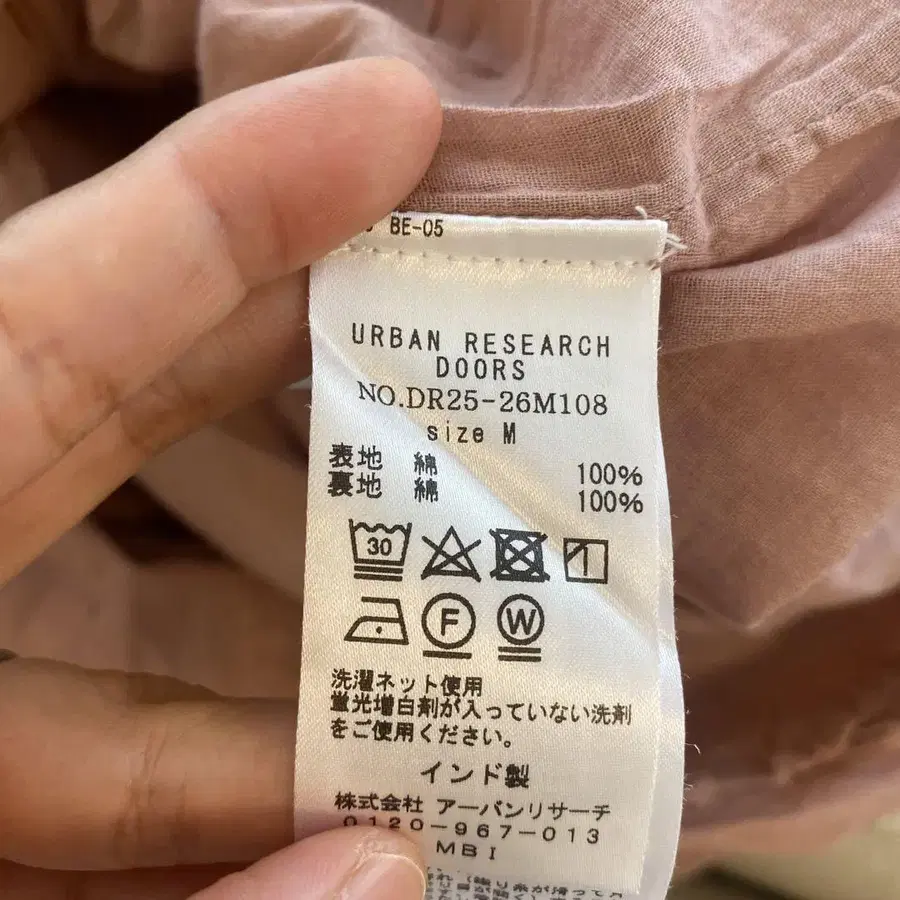 BE-05
URBAN RESEARCH
DOORS
NO.DR25-26M108
size M
表地 綿 100%
裏地 綿 100%
30
F W
洗濯ネット使用
蛍光増白剤が入っていない洗剤
をご使用ください。
インド製
株式会社 アーバンリサーチ
0120-967-013
MBI